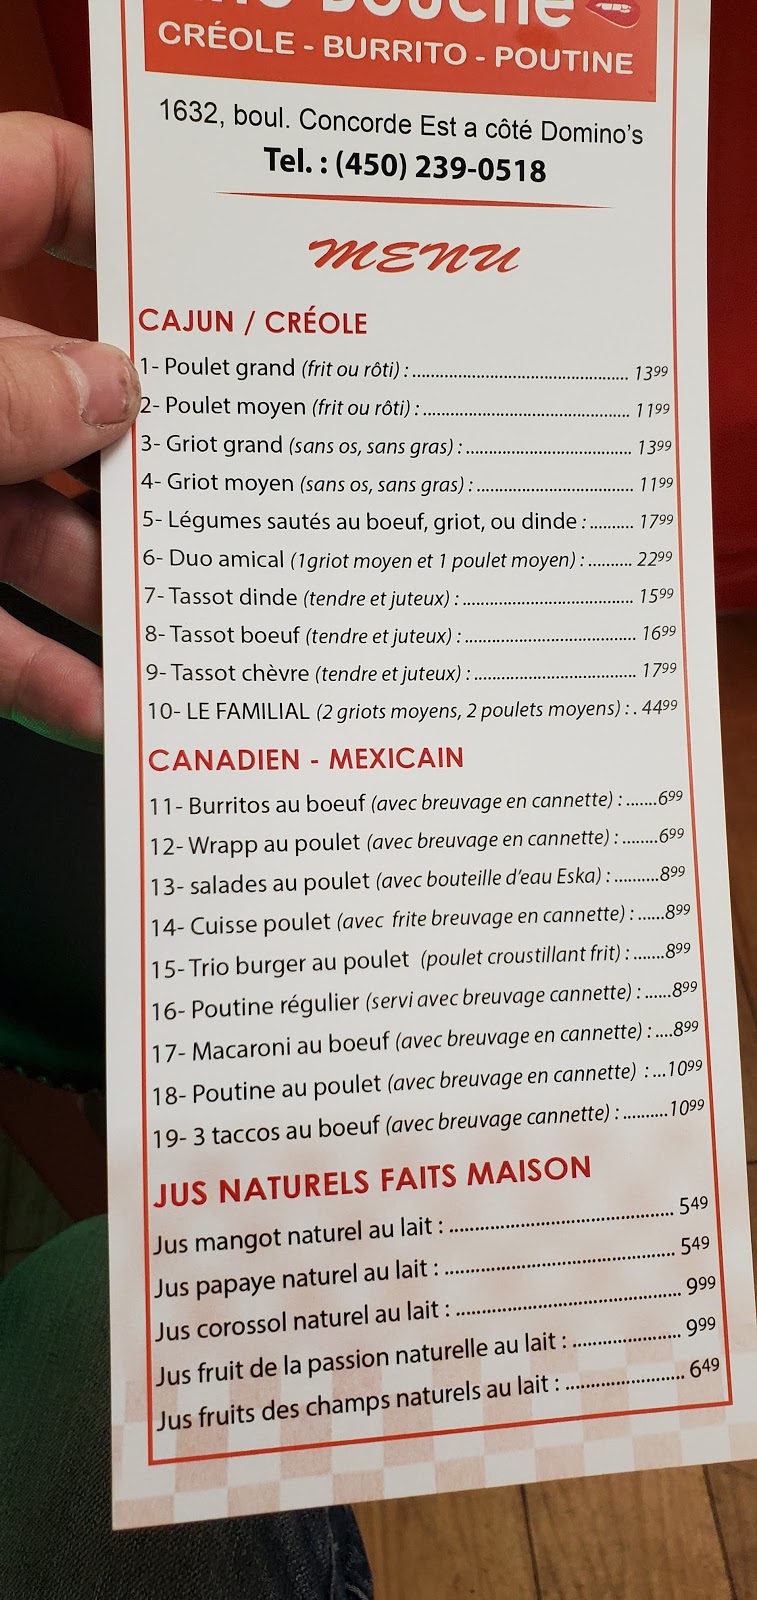 BOUCHE
CRÉOLE - BURRITO - POUTINE
1632, boul. Concorde Est a côté Domino's
Tel. : (450) 239-0518
MENU
CAJUN / CRÉOLE
1- Poulet grand (frit ou rôti) : 13⁹⁹
2- Poulet moyen (frit ou rôti) : 11⁹⁹
3- Griot grand (sans os, sans gras) : 13⁹⁹
4- Griot moyen (sans os, sans gras) : 11⁹⁹
5- Légumes sautés au boeuf, griot, ou dinde : 17⁹⁹
6- Duo amical (1griot moyen et 1 poulet moyen) : 22⁹⁹
7- Tassot dinde (tendre et juteux) : 15⁹⁹
8- Tassot boeuf (tendre et juteux) : 16⁹⁹
9- Tassot chèvre (tendre et juteux) : 17⁹⁹
10- LE FAMILIAL (2 griots moyens, 2 poulets moyens) : 44⁹⁹
CANADIEN - MEXICAIN
11- Burritos au boeuf (avec breuvage en cannette) : 6⁹⁹
12- Wrapp au poulet (avec breuvage en cannette) : 6⁹⁹
13- salades au poulet (avec bouteille d'eau Eska) : 8⁹⁹
14- Cuisse poulet (avec frite breuvage en cannette) : 8⁹⁹
15- Trio burger au poulet (poulet croustillant frit) : 8⁹⁹
16- Poutine régulier (servi avec breuvage cannette) : 8⁹⁹
17- Macaroni au boeuf (avec breuvage en cannette) : 8⁹⁹
18- Poutine au poulet (avec breuvage en cannette) : 10⁹⁹
19- 3 taccos au boeuf (avec breuvage cannette) : 10⁹⁹
JUS NATURELS FAITS MAISON
Jus mangot naturel au lait : 5⁴⁹
Jus papaye naturel au lait : 5⁴⁹
Jus corossol naturel au lait : 9⁹⁹
Jus fruit de la passion naturelle au lait : 9⁹⁹
Jus fruits des champs naturels au lait : 6⁴⁹